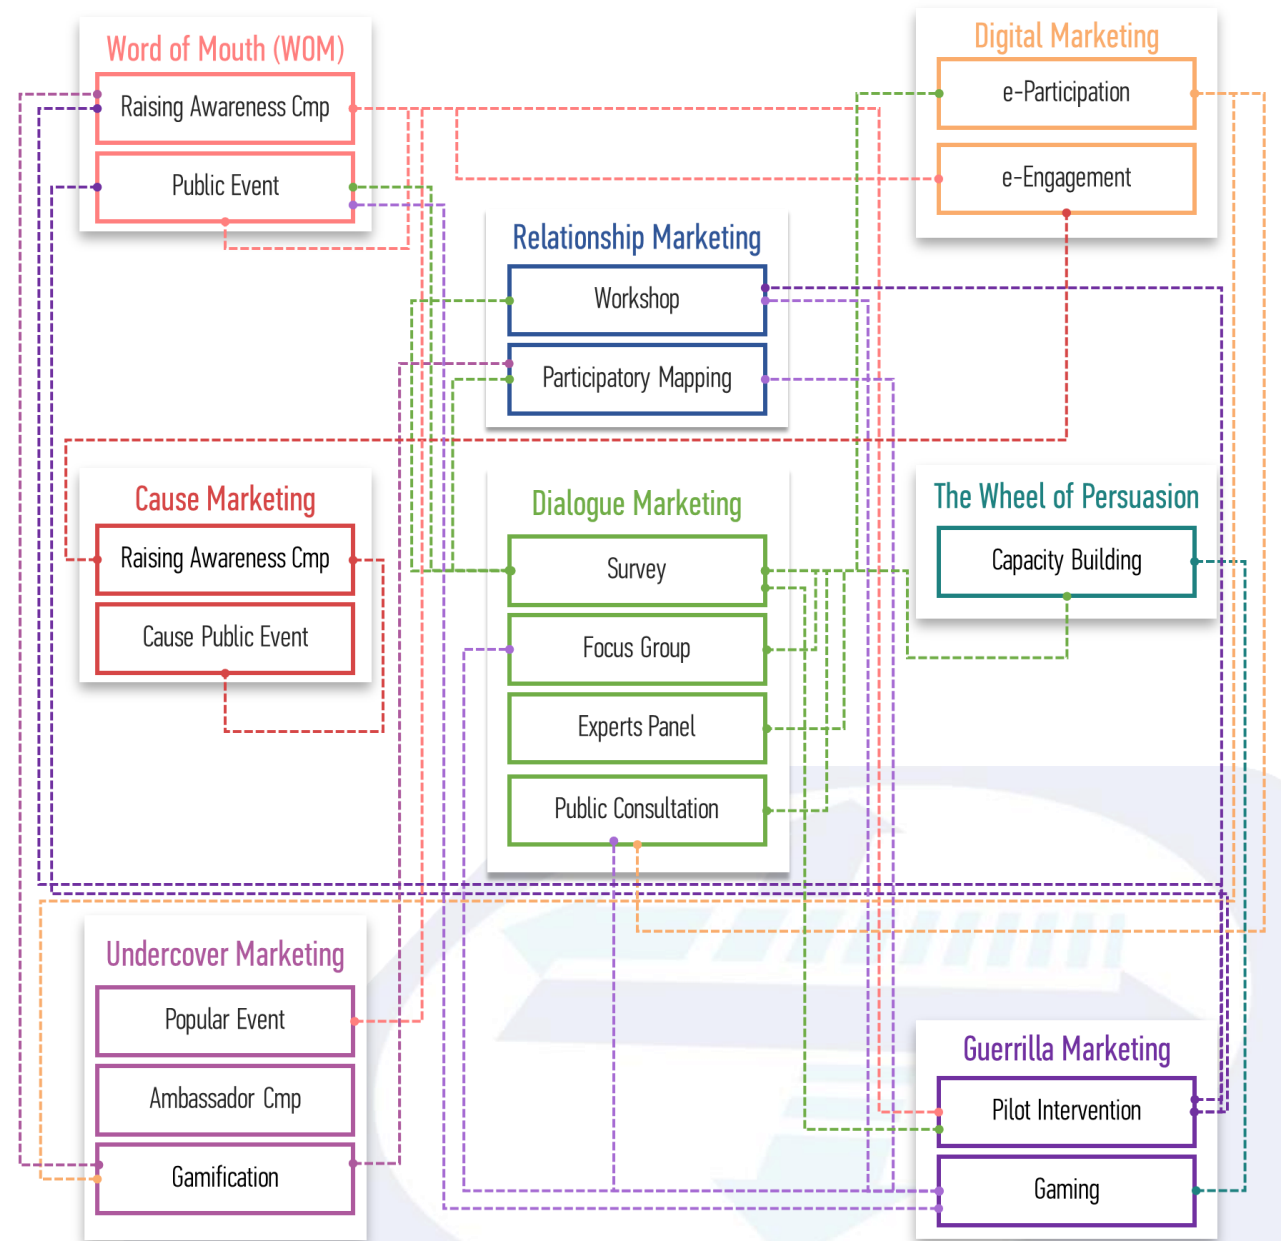 Word of Mouth (WOM)
Raising Awareness Cmp
Public Event
Digital Marketing
e-Participation
e-Engagement
Relationship Marketing
Workshop
Participatory Mapping
Cause Marketing
Raising Awareness Cmp
Cause Public Event
Dialogue Marketing
Survey
Focus Group
Experts Panel
Public Consultation
The Wheel of Persuasion
Capacity Building
Undercover Marketing
Popular Event
Ambassador Cmp
Gamification
Guerrilla Marketing
Pilot Intervention
Gaming